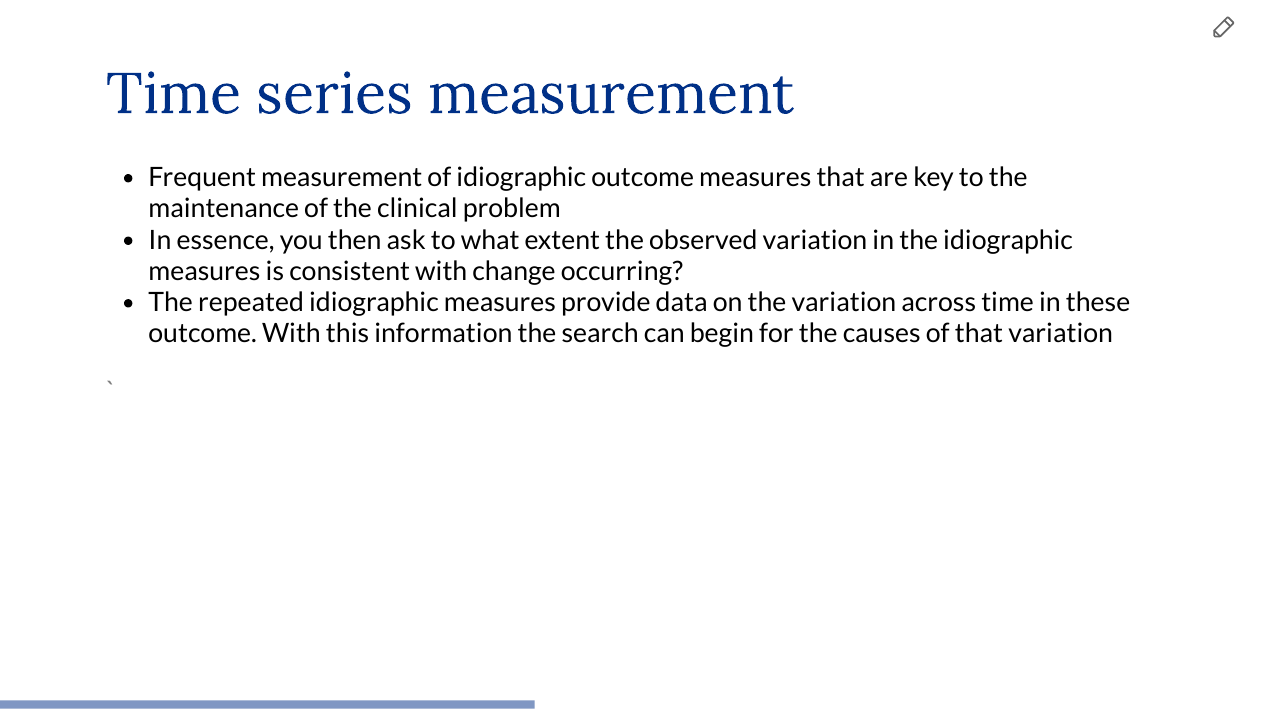 Time series measurement
• Frequent measurement of idiographic outcome measures that are key to the
maintenance of the clinical problem
• In essence, you then ask to what extent the observed variation in the idiographic
measures is consistent with change occurring?
• The repeated idiographic measures provide data on the variation across time in these
outcome. With this information the search can begin for the causes of that variation
`